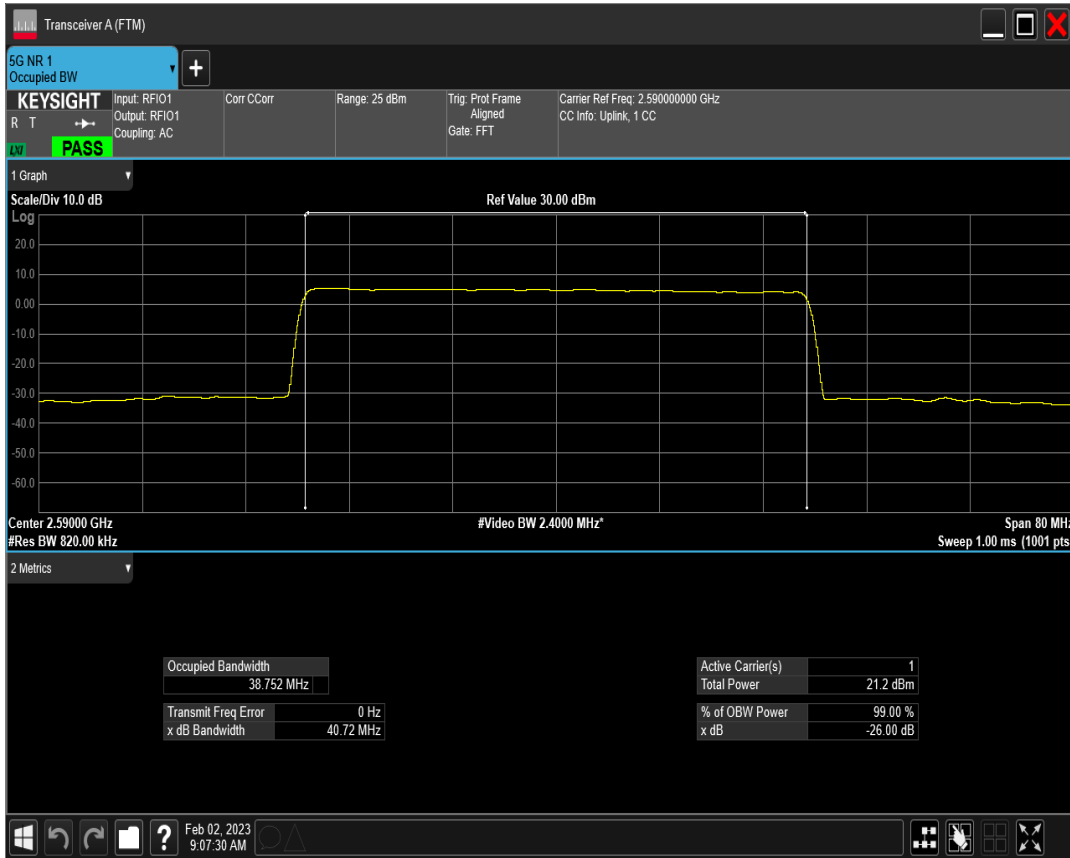 Transceiver A (FTM)
5G NR 1
Occupied BW
+
KEYSIGHT
R T
LXI
PASS
Input: RFIO1
Output: RFIO1
Coupling: AC
Corr CCorr
Range: 25 dBm
Trig: Prot Frame
Aligned
Gate: FFT
Carrier Ref Freq: 2.590000000 GHz
CC Info: Uplink, 1 CC
1 Graph
Scale/Div 10.0 dB
Ref Value 30.00 dBm
Log
20.0
10.0
0.00
-10.0
-20.0
-30.0
-40.0
-50.0
-60.0
Center 2.59000 GHz
#Video BW 2.4000 MHz*
Span 80 MHz
#Res BW 820.00 kHz
Sweep 1.00 ms (1001 pts
2 Metrics
Occupied Bandwidth
38.752 MHz
Transmit Freq Error 0 Hz
x dB Bandwidth 40.72 MHz
Active Carrier(s) 1
Total Power 21.2 dBm
% of OBW Power 99.00 %
x dB -26.00 dB
?
Feb 02, 2023
9:07:30 AM